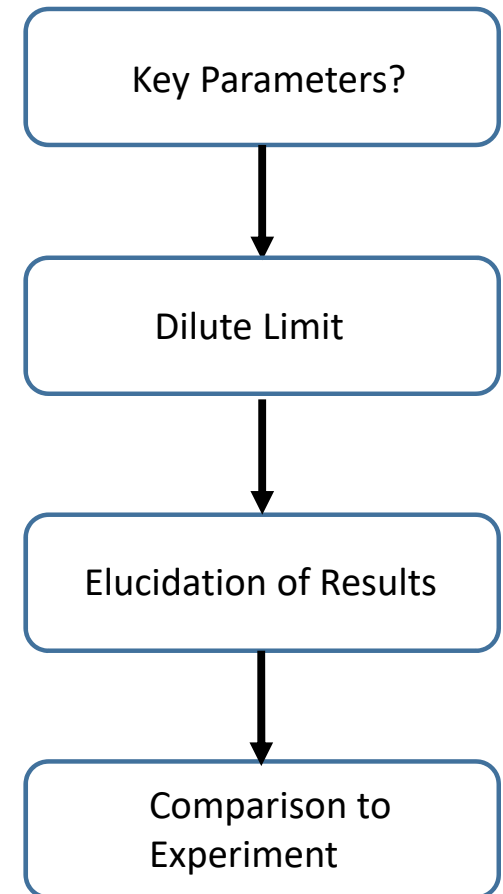 Key Parameters?
Dilute Limit
Elucidation of Results
Comparison to
Experiment